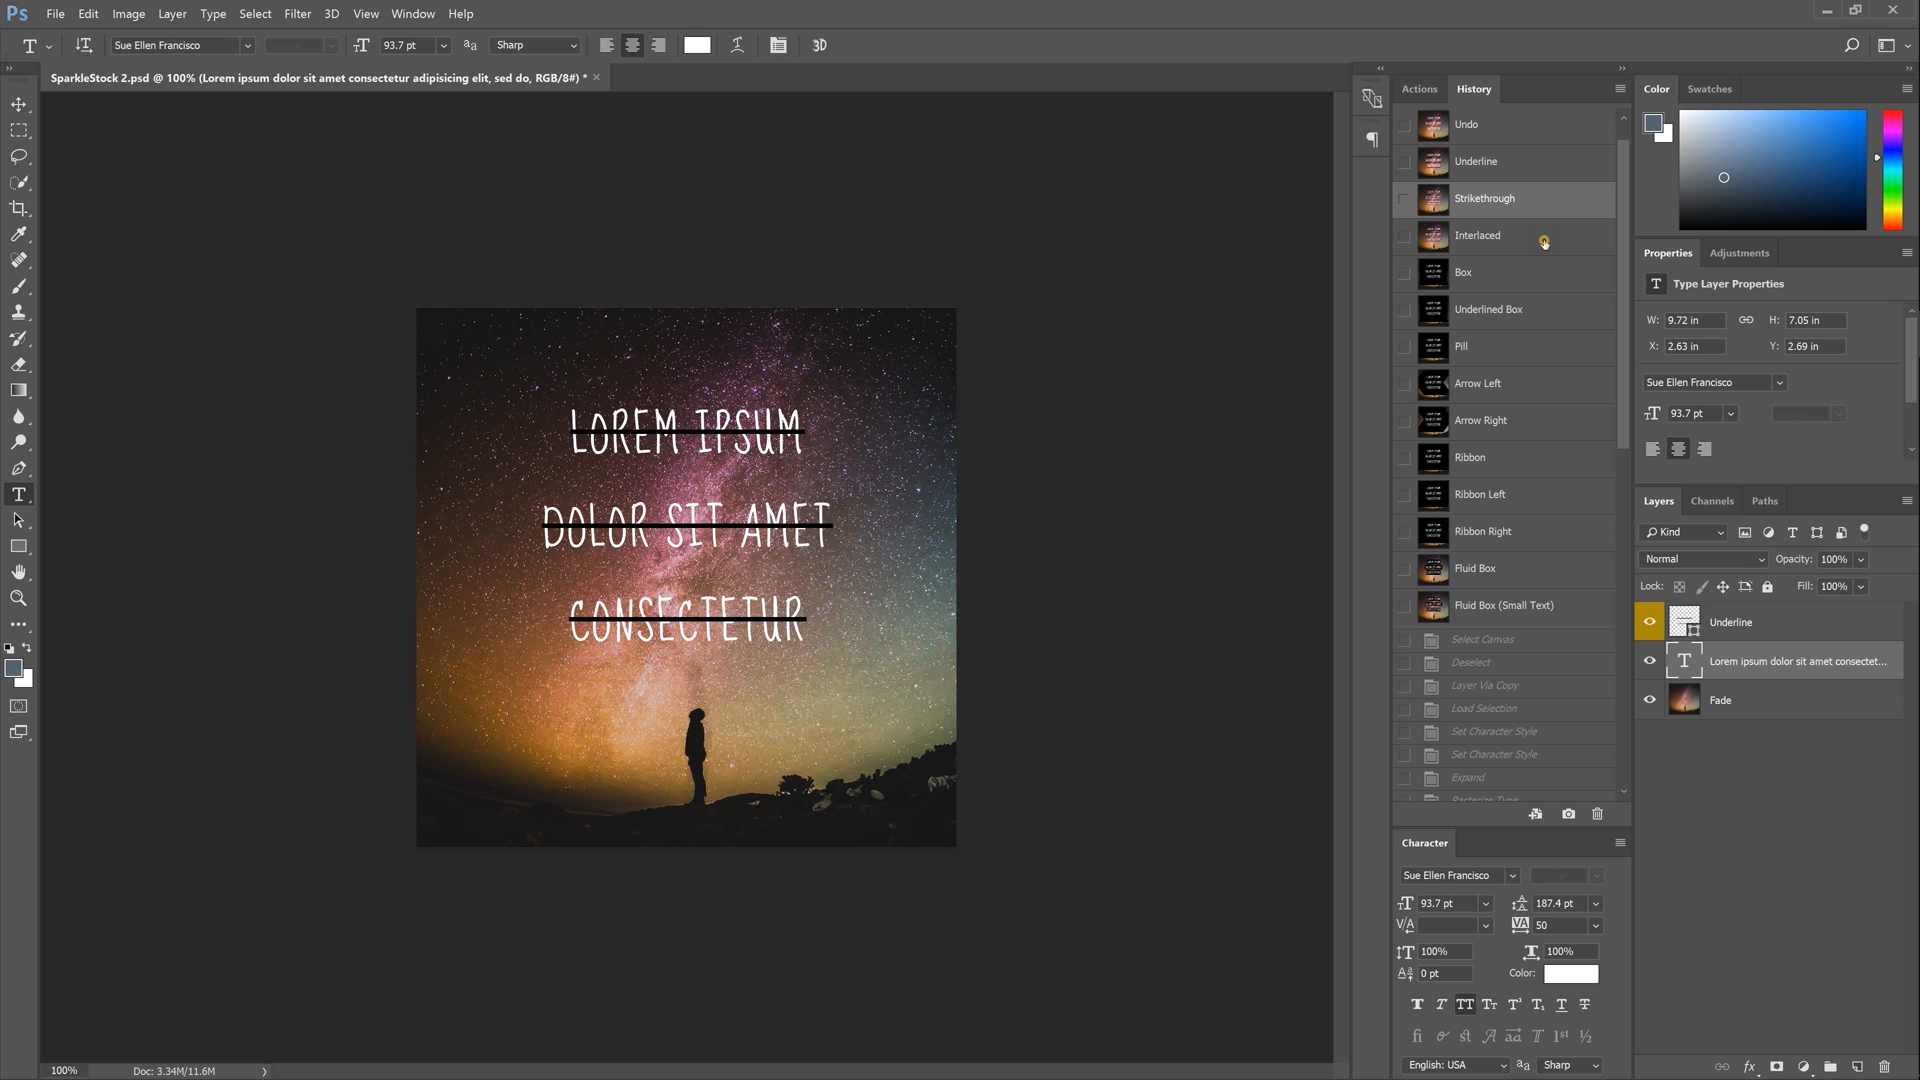 Ps File Edit Image Layer Type Select Filter 3D View Window Help
Sue Ellen Francisco 93.7 pt Sharp 3D
SparkleStock 2.psd @ 100% (Lorem ipsum dolor sit amet consectetur adipisicing elit, sed do, RGB/8#) *
LOREM IPSUM
DOLOR SIT AMET
CONSECTETUR
100% Doc: 3.34M/11.6M
Actions History
Undo
Underline
Strikethrough
Interlaced
Box
Underlined Box
Pill
Arrow Left
Arrow Right
Ribbon
Ribbon Left
Ribbon Right
Fluid Box
Fluid Box (Small Text)
Select Canvas
Deselect
Layer Via Copy
Load Selection
Set Character Style
Set Character Style
Expand
Rasterize Type
Character
Sue Ellen Francisco
93.7 pt 187.4 pt
50
100% 100%
0 pt Color:
English: USA Sharp
Color Swatches
Properties Adjustments
Type Layer Properties
W: 9.72 in H: 7.05 in
X: 2.63 in Y: 2.69 in
Sue Ellen Francisco
93.7 pt
Layers Channels Paths
Kind
Normal Opacity: 100%
Lock: Fill: 100%
Underline
Lorem ipsum dolor sit amet consectet...
Fade